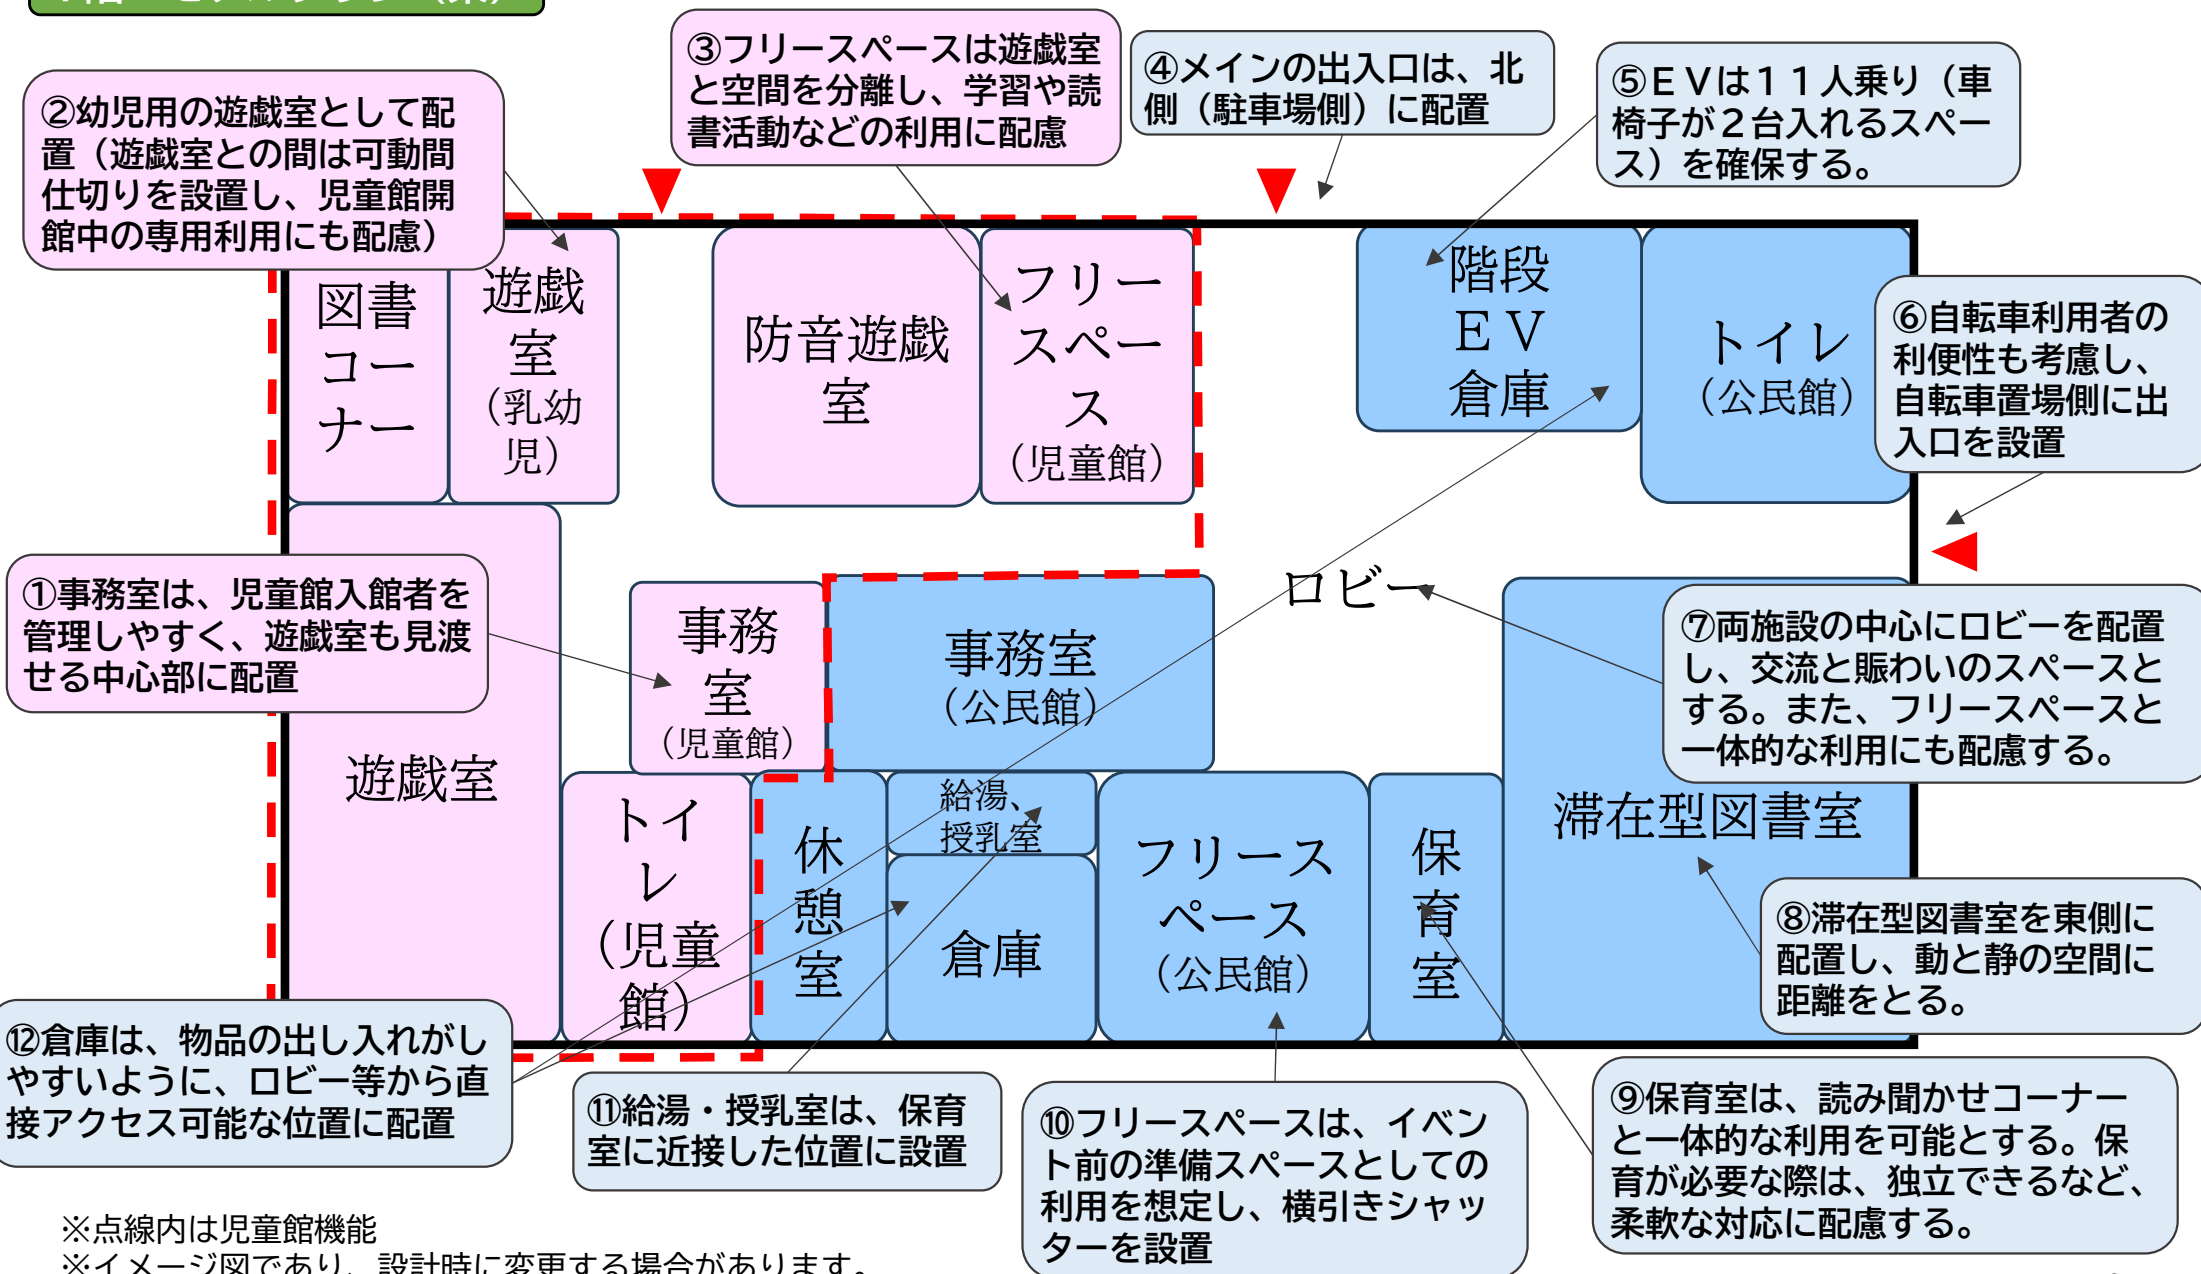 ③フリースペースは遊戯室
と空間を分離し、学習や読
書活動などの利用に配慮
④メインの出入口は、北
側（駐車場側）に配置
⑤ＥＶは１１人乗り（車
椅子が２台入れるスペー
ス）を確保する。
②幼児用の遊戯室として配
置（遊戯室との間は可動間
仕切りを設置し、児童館開
館中の専用利用にも配慮）
図書
コー
ナー
遊戯
室
（乳幼
児）
防音遊戯
室
フリー
スペー
ス
（児童館）
階段
ＥＶ
倉庫
トイレ
（公民館）
⑥自転車利用者の
利便性も考慮し、
自転車置場側に出
入口を設置
①事務室は、児童館入館者を
管理しやすく、遊戯室も見渡
せる中心部に配置
事務
室
（児童館）
事務室
（公民館）
ロビー
⑦両施設の中心にロビーを配置
し、交流と賑わいのスペースと
する。また、フリースペースと
一体的な利用にも配慮する。
遊戯室
トイ
レ
（児童
館）
休
憩
室
給湯、
授乳室
倉庫
フリース
ペース
（公民館）
保
育
室
滞在型図書室
⑧滞在型図書室を東側に
配置し、動と静の空間に
距離をとる。
⑫倉庫は、物品の出し入れがし
やすいように、ロビー等から直
接アクセス可能な位置に配置
⑪給湯・授乳室は、保育
室に近接した位置に設置
⑩フリースペースは、イベン
ト前の準備スペースとしての
利用を想定し、横引きシャッ
ターを設置
⑨保育室は、読み聞かせコーナー
と一体的な利用を可能とする。保
育が必要な際は、独立できるなど、
柔軟な対応に配慮する。
※点線内は児童館機能
※イメージ図であり、設計時に変更する場合があります。